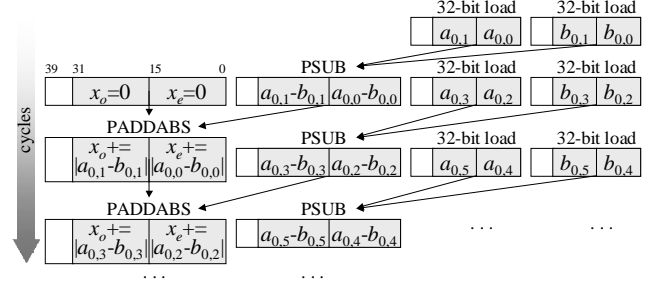 32-bit load 32-bit load
a0,1 a0,0 b0,1 b0,0
39 31 15 0 PSUB 32-bit load 32-bit load
xo=0 xe=0 a0,1-b0,1 a0,0-b0,0 a0,3 a0,2 b0,3 b0,2
PADDABS PSUB 32-bit load 32-bit load
xo+= xe+=
|a0,1-b0,1| |a0,0-b0,0| a0,3-b0,3 a0,2-b0,2 a0,5 a0,4 b0,5 b0,4
PADDABS PSUB
xo+= xe+= a0,5-b0,5 a0,4-b0,4 ... ...
|a0,3-b0,3| |a0,2-b0,2|
... ...
cycles